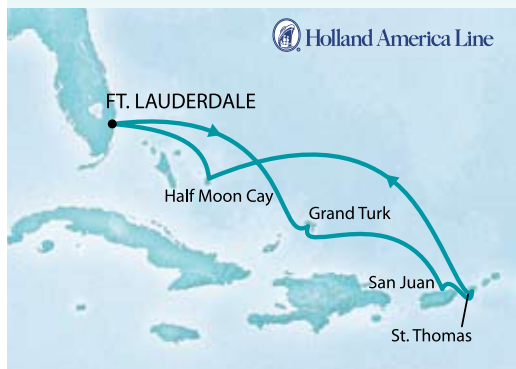 Holland America Line
FT. LAUDERDALE
Half Moon Cay
Grand Turk
San Juan
St. Thomas